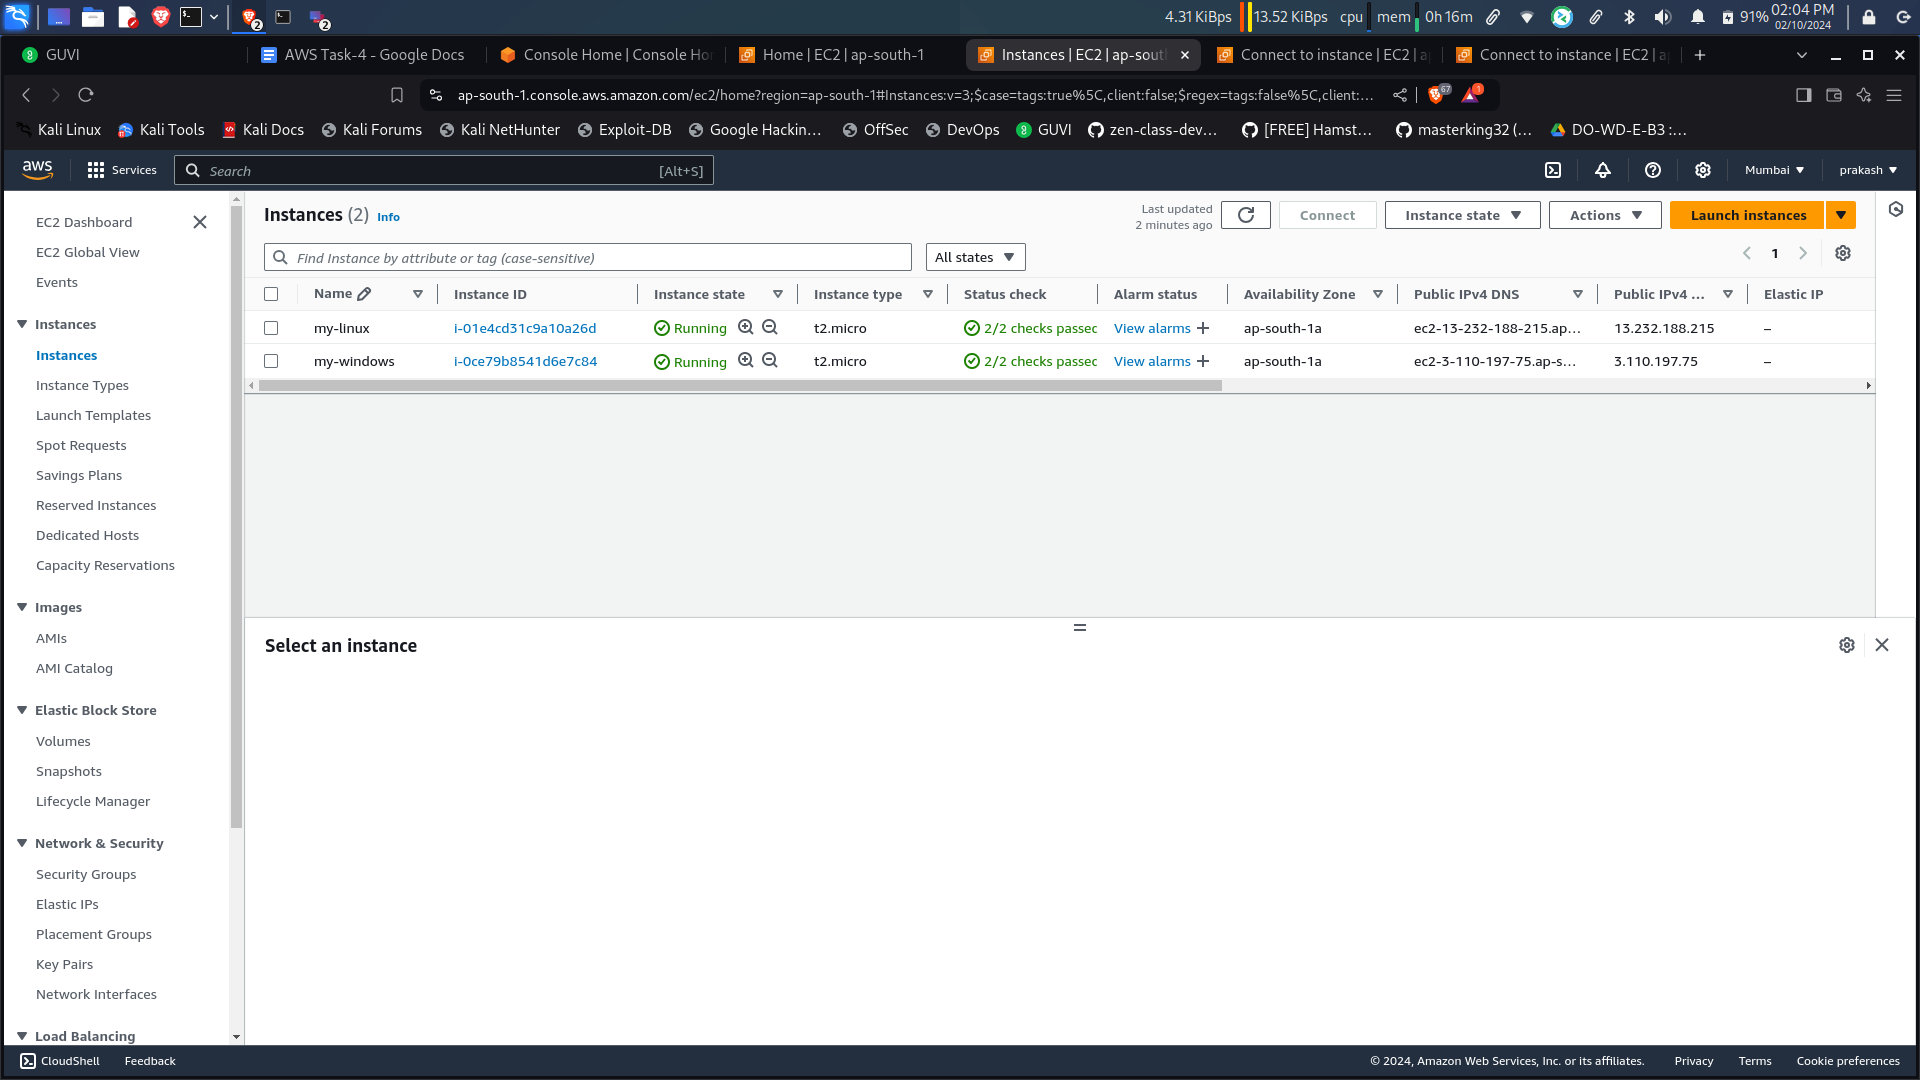 4.31 KiBps 13.52 KiBps cpu mem 0h 16m 91% 02:04 PM
02/10/2024
2 2
GUVI AWS Task-4 - Google Docs Console Home | Console Ho Home | EC2 | ap-south-1 Instances | EC2 | ap-sout Connect to instance | EC2 | a Connect to instance | EC2 | a
ap-south-1.console.aws.amazon.com/ec2/home?region=ap-south-1#Instances:v=3;$case=tags:true%5C,client:false;$regex=tags:false%5C,client:... 67 1
Kali Linux Kali Tools Kali Docs Kali Forums Kali NetHunter Exploit-DB Google Hackin... OffSec DevOps GUVI zen-class-dev... [FREE] Hamst... masterking32 (... DO-WD-E-B3 :...
aws Services Search [Alt+S] Mumbai prakash
EC2 Dashboard
EC2 Global View
Events
Instances
Instances
Instance Types
Launch Templates
Spot Requests
Savings Plans
Reserved Instances
Dedicated Hosts
Capacity Reservations
Images
AMIs
AMI Catalog
Elastic Block Store
Volumes
Snapshots
Lifecycle Manager
Network & Security
Security Groups
Elastic IPs
Placement Groups
Key Pairs
Network Interfaces
Load Balancing
Instances (2) Info
Last updated
2 minutes ago
Connect Instance state Actions Launch instances
Find Instance by attribute or tag (case-sensitive) All states 1
Name Instance ID Instance state Instance type Status check Alarm status Availability Zone Public IPv4 DNS Public IPv4 ... Elastic IP
my-linux i-01e4cd31c9a10a26d Running t2.micro 2/2 checks passec View alarms + ap-south-1a ec2-13-232-188-215.ap... 13.232.188.215 –
my-windows i-0ce79b8541d6e7c84 Running t2.micro 2/2 checks passec View alarms + ap-south-1a ec2-3-110-197-75.ap-s... 3.110.197.75 –
Select an instance
CloudShell Feedback © 2024, Amazon Web Services, Inc. or its affiliates. Privacy Terms Cookie preferences